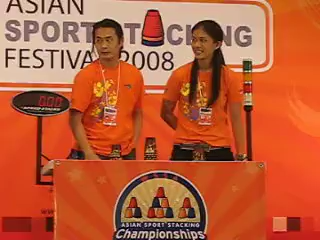 ASIAN
SPORT STACKING
FESTIVAL 2008
ASIAN SPORT STACKING
Championships